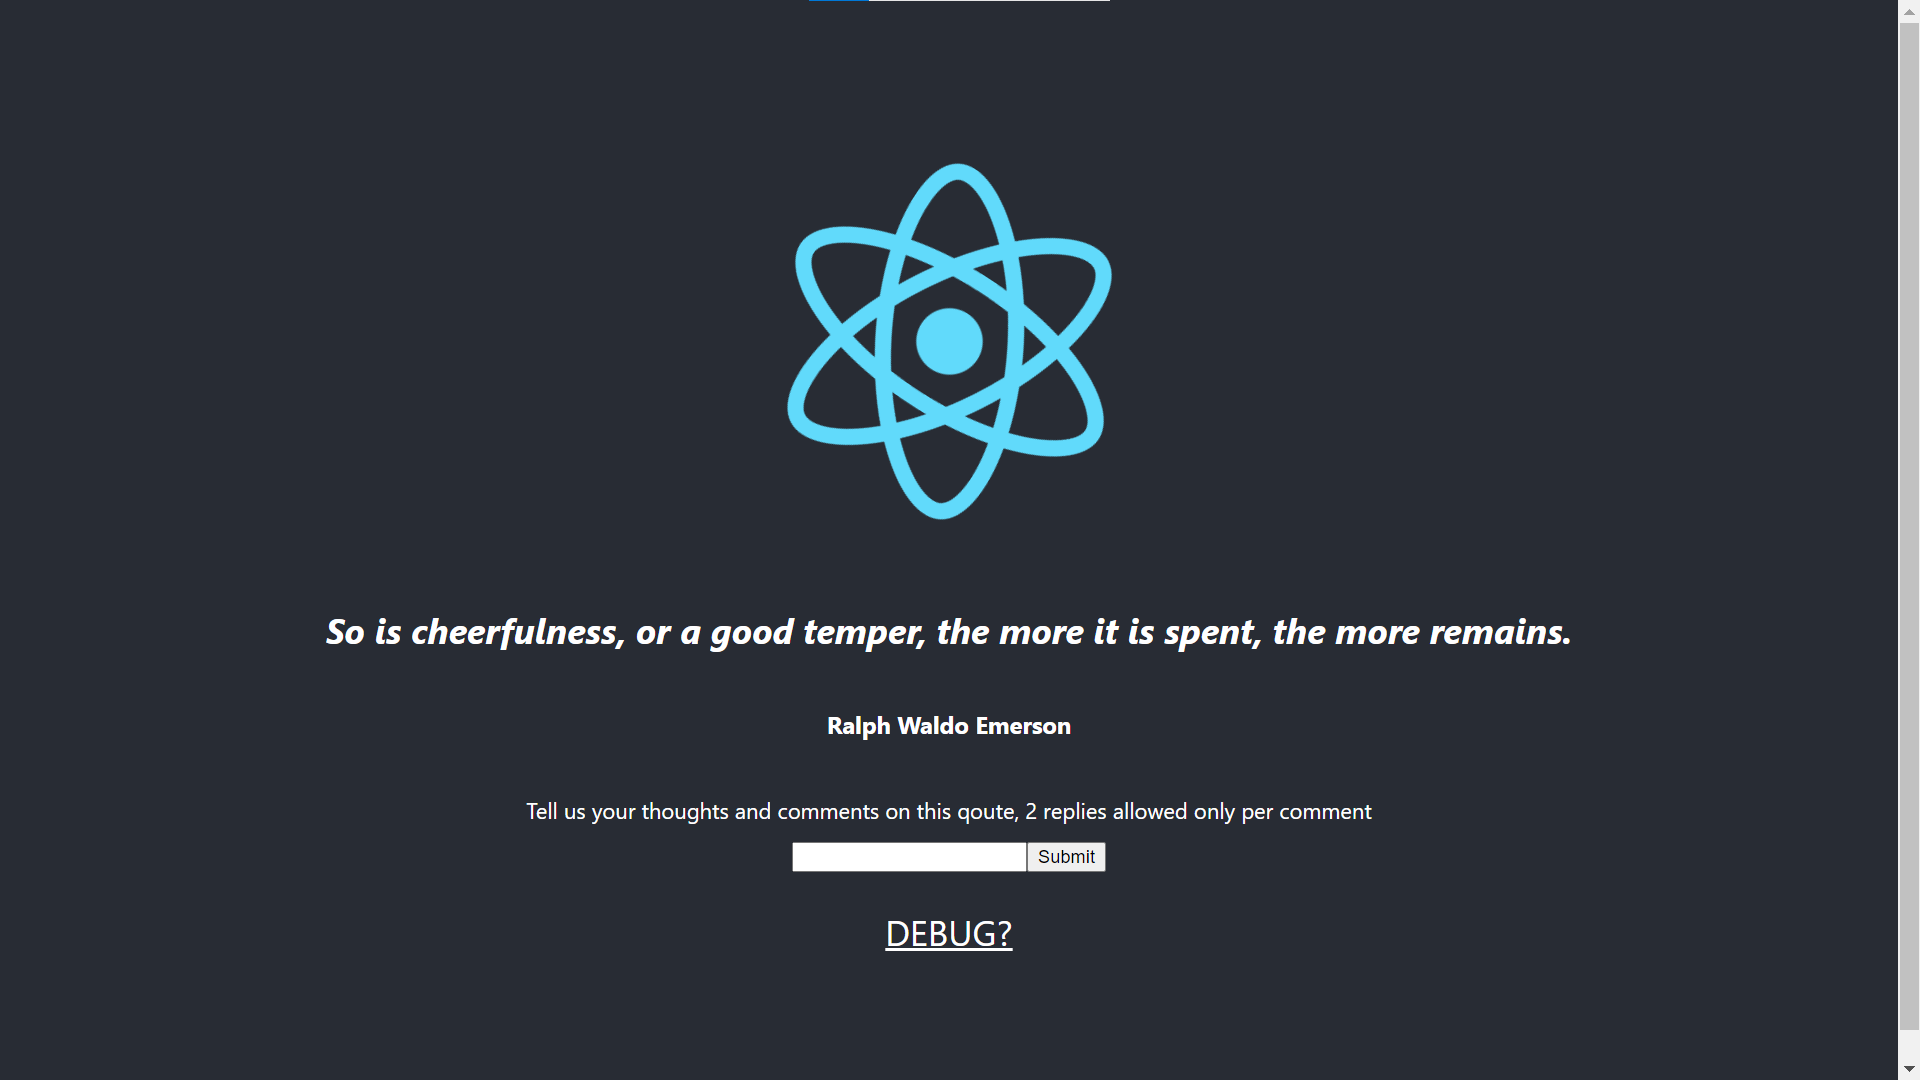 So is cheerfulness, or a good temper, the more it is spent, the more remains.
Ralph Waldo Emerson
Tell us your thoughts and comments on this qoute, 2 replies allowed only per comment
Submit
DEBUG?